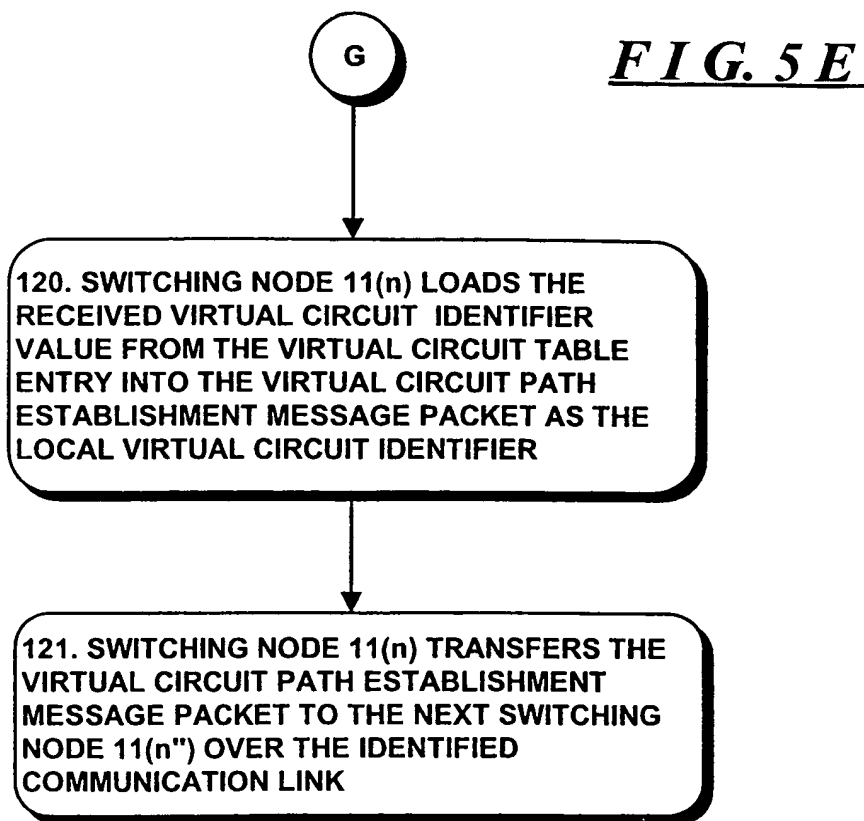 G
FIG. 5E
120. SWITCHING NODE 11(n) LOADS THE
RECEIVED VIRTUAL CIRCUIT IDENTIFIER
VALUE FROM THE VIRTUAL CIRCUIT TABLE
ENTRY INTO THE VIRTUAL CIRCUIT PATH
ESTABLISHMENT MESSAGE PACKET AS THE
LOCAL VIRTUAL CIRCUIT IDENTIFIER
121. SWITCHING NODE 11(n) TRANSFERS THE
VIRTUAL CIRCUIT PATH ESTABLISHMENT
MESSAGE PACKET TO THE NEXT SWITCHING
NODE 11(n") OVER THE IDENTIFIED
COMMUNICATION LINK